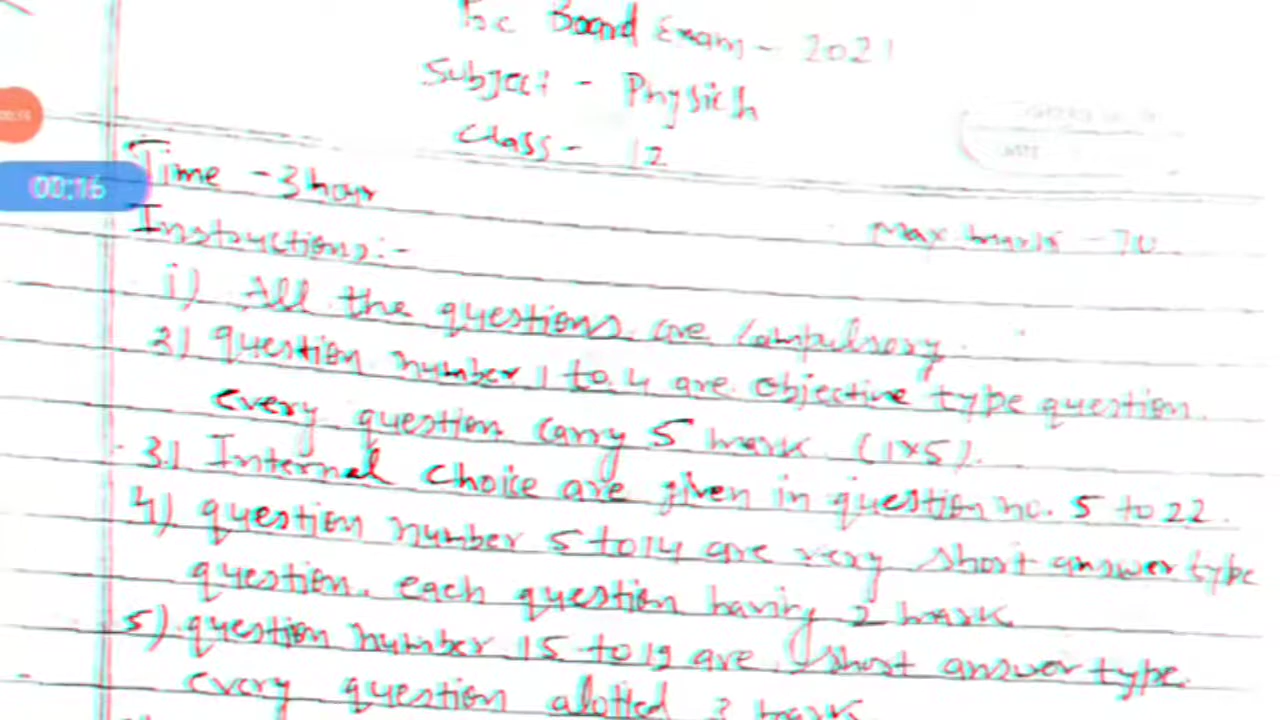 Board Exam - 2021
Subject - Physich
Class - 12
00:16
Time - 3 hour
Max mark - 70
Instructions:-
i) All the questions are compulsory.
2) question number 1 to 4 are objective type question.
every question carry 5 mark (1x5).
3.) Internal Choice are given in question no. 5 to 22.
4) question number 5 to 14 are very short answer type
question. each question having 2 mark
5) question number 15 to 19 are short answer type.
every question alotted 3 mark